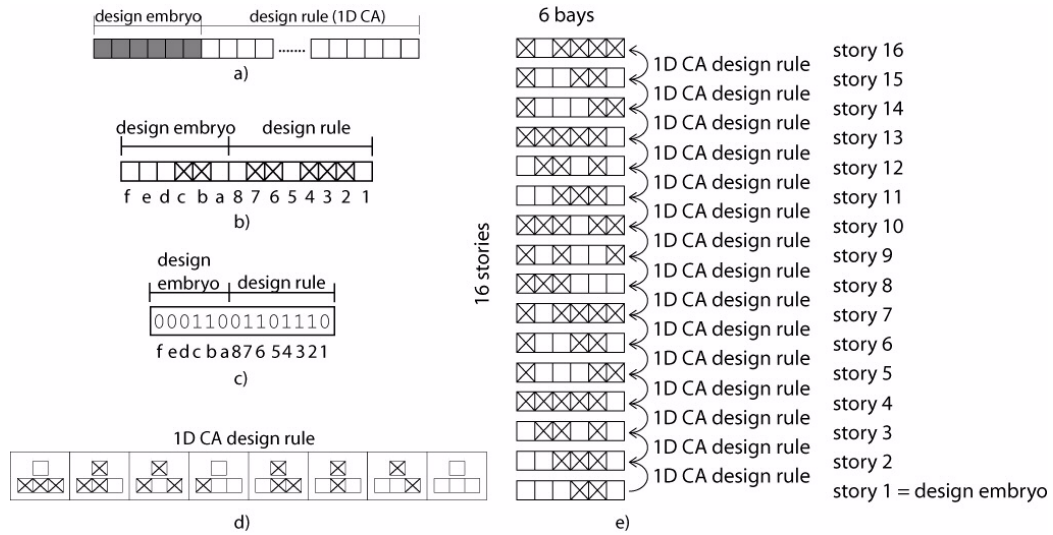 design embryo design rule (1D CA)
.......
a)
design embryo design rule
f e d c b a 8 7 6 5 4 3 2 1
b)
design
embryo design rule
00011001101110
f e d c b a 8 7 6 5 4 3 2 1
c)
1D CA design rule
d)
6 bays
16 stories
story 16
1D CA design rule
story 15
1D CA design rule
story 14
1D CA design rule
story 13
1D CA design rule
story 12
1D CA design rule
story 11
1D CA design rule
story 10
1D CA design rule
story 9
1D CA design rule
story 8
1D CA design rule
story 7
1D CA design rule
story 6
1D CA design rule
story 5
1D CA design rule
story 4
1D CA design rule
story 3
1D CA design rule
story 2
1D CA design rule
story 1 = design embryo
e)